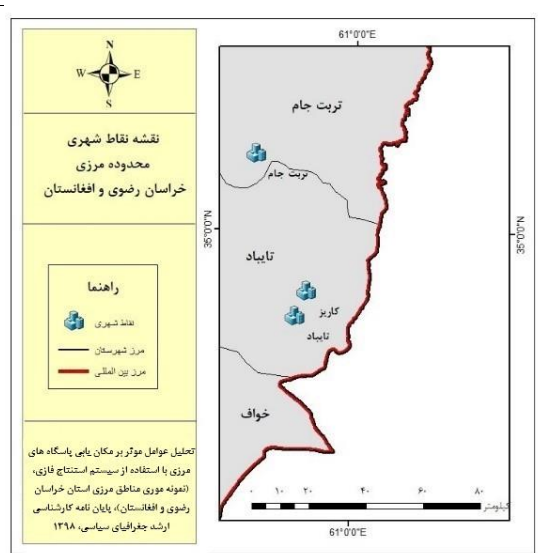 N
W E
S
نقشه نقاط شهری
محدوده مرزی
خراسان رضوی و افغانستان
راهنما
نقاط شهری
مرز شهرستان
مرز بین المللی
تحلیل عوامل موثر بر مکان یابی پاسگاه های
مرزی با استفاده از سیستم استنتاج فازی،
(نمونه موری مناطق مرزی استان خراسان
رضوی و افغانستان)، پایان نامه کارشناسی
ارشد جغرافیای سیاسی، ۱۳۹۸
61°0'0"E
تربت جام
تربت جام
35°0'0"N
35°0'0"N
تایباد
کاریز
تایباد
خواف
۰ ۱۰ ۲۰ ۴۰ ۶۰ ۸۰
کیلومتر
61°0'0"E